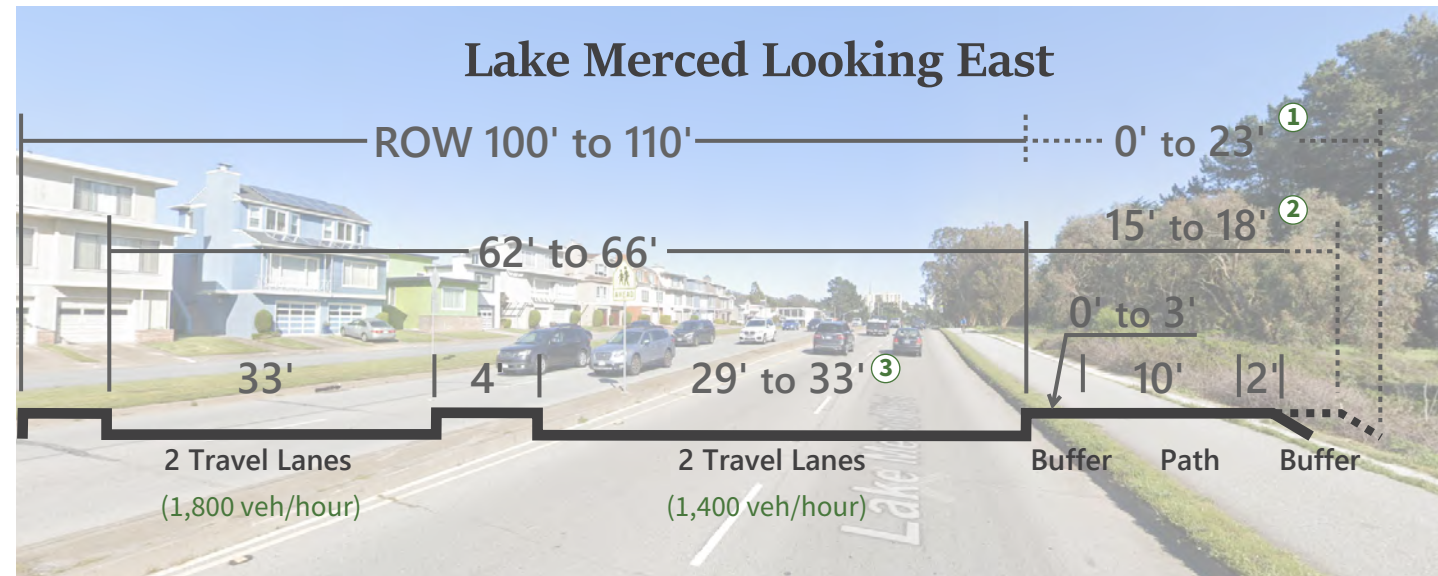 Lake Merced Looking East
ROW 100' to 110'
0' to 23' 1
15' to 18' 2
62' to 66'
0' to 3'
33'
4'
29' to 33' 3
10'
2'
2 Travel Lanes
2 Travel Lanes
Buffer
Path
Buffer
(1,800 veh/hour)
(1,400 veh/hour)
AHEAD